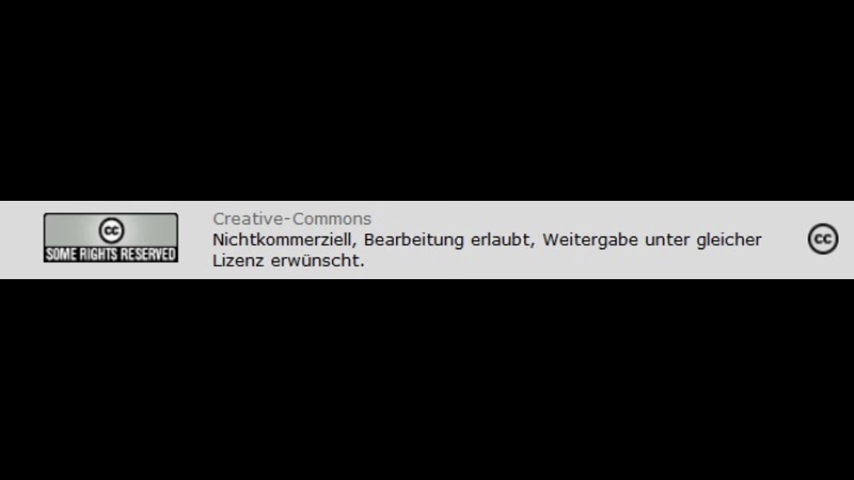 Creative-Commons
Nichtkommerziell, Bearbeitung erlaubt, Weitergabe unter gleicher
Lizenz erwünscht.
cc
SOME RIGHTS RESERVED
cc